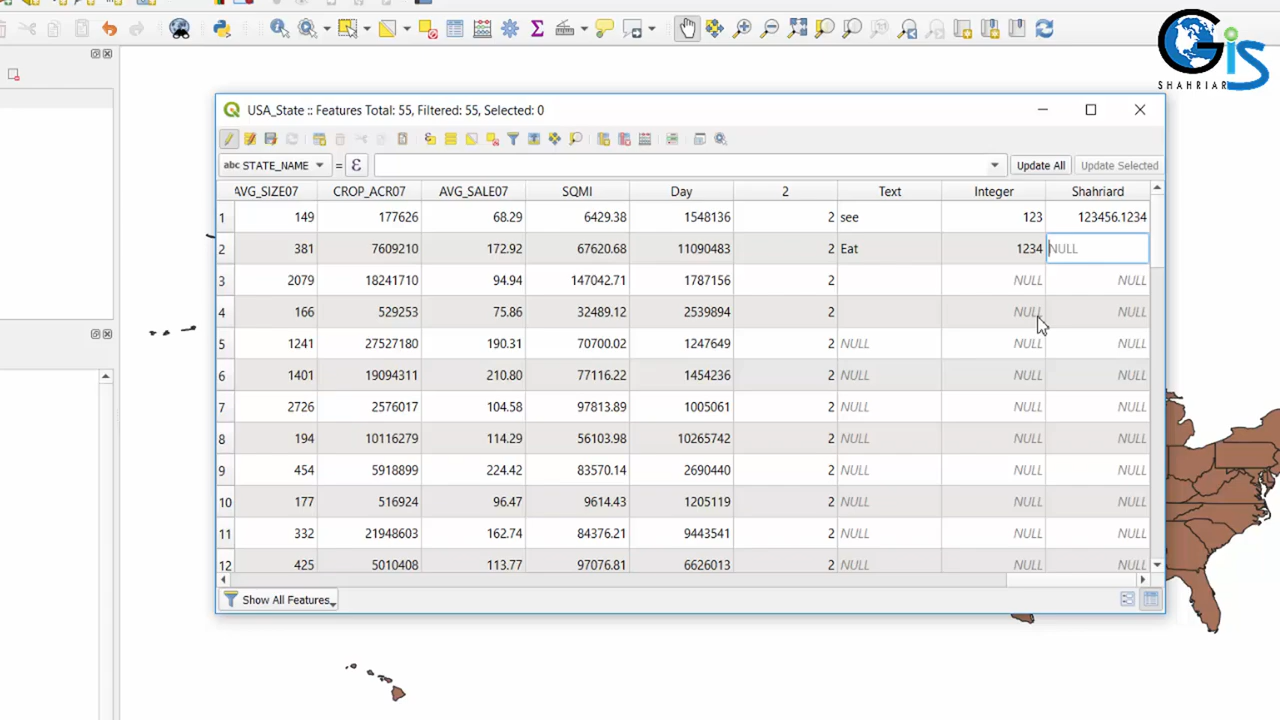 GIS
SHAHRIAR
USA_State :: Features Total: 55, Filtered: 55, Selected: 0
abc STATE_NAME = ε Update All Update Selected
AVG_SIZE07 CROP_ACR07 AVG_SALE07 SQMI Day 2 Text Integer Shahriard
1 149 177626 68.29 6429.38 1548136 2 see 123 123456.1234
2 381 7609210 172.92 67620.68 11090483 2 Eat 1234 NULL
3 2079 18241710 94.94 147042.71 1787156 2 NULL NULL
4 166 529253 75.86 32489.12 2539894 2 NULL NULL
5 1241 27527180 190.31 70700.02 1247649 2 NULL NULL NULL
6 1401 19094311 210.80 77116.22 1454236 2 NULL NULL NULL
7 2726 2576017 104.58 97813.89 1005061 2 NULL NULL NULL
8 194 10116279 114.29 56103.98 10265742 2 NULL NULL NULL
9 454 5918899 224.42 83570.14 2690440 2 NULL NULL NULL
10 177 516924 96.47 9614.43 1205119 2 NULL NULL NULL
11 332 21948603 162.74 84376.21 9443541 2 NULL NULL NULL
12 425 5010408 113.77 97076.81 6626013 2 NULL NULL NULL
Show All Features